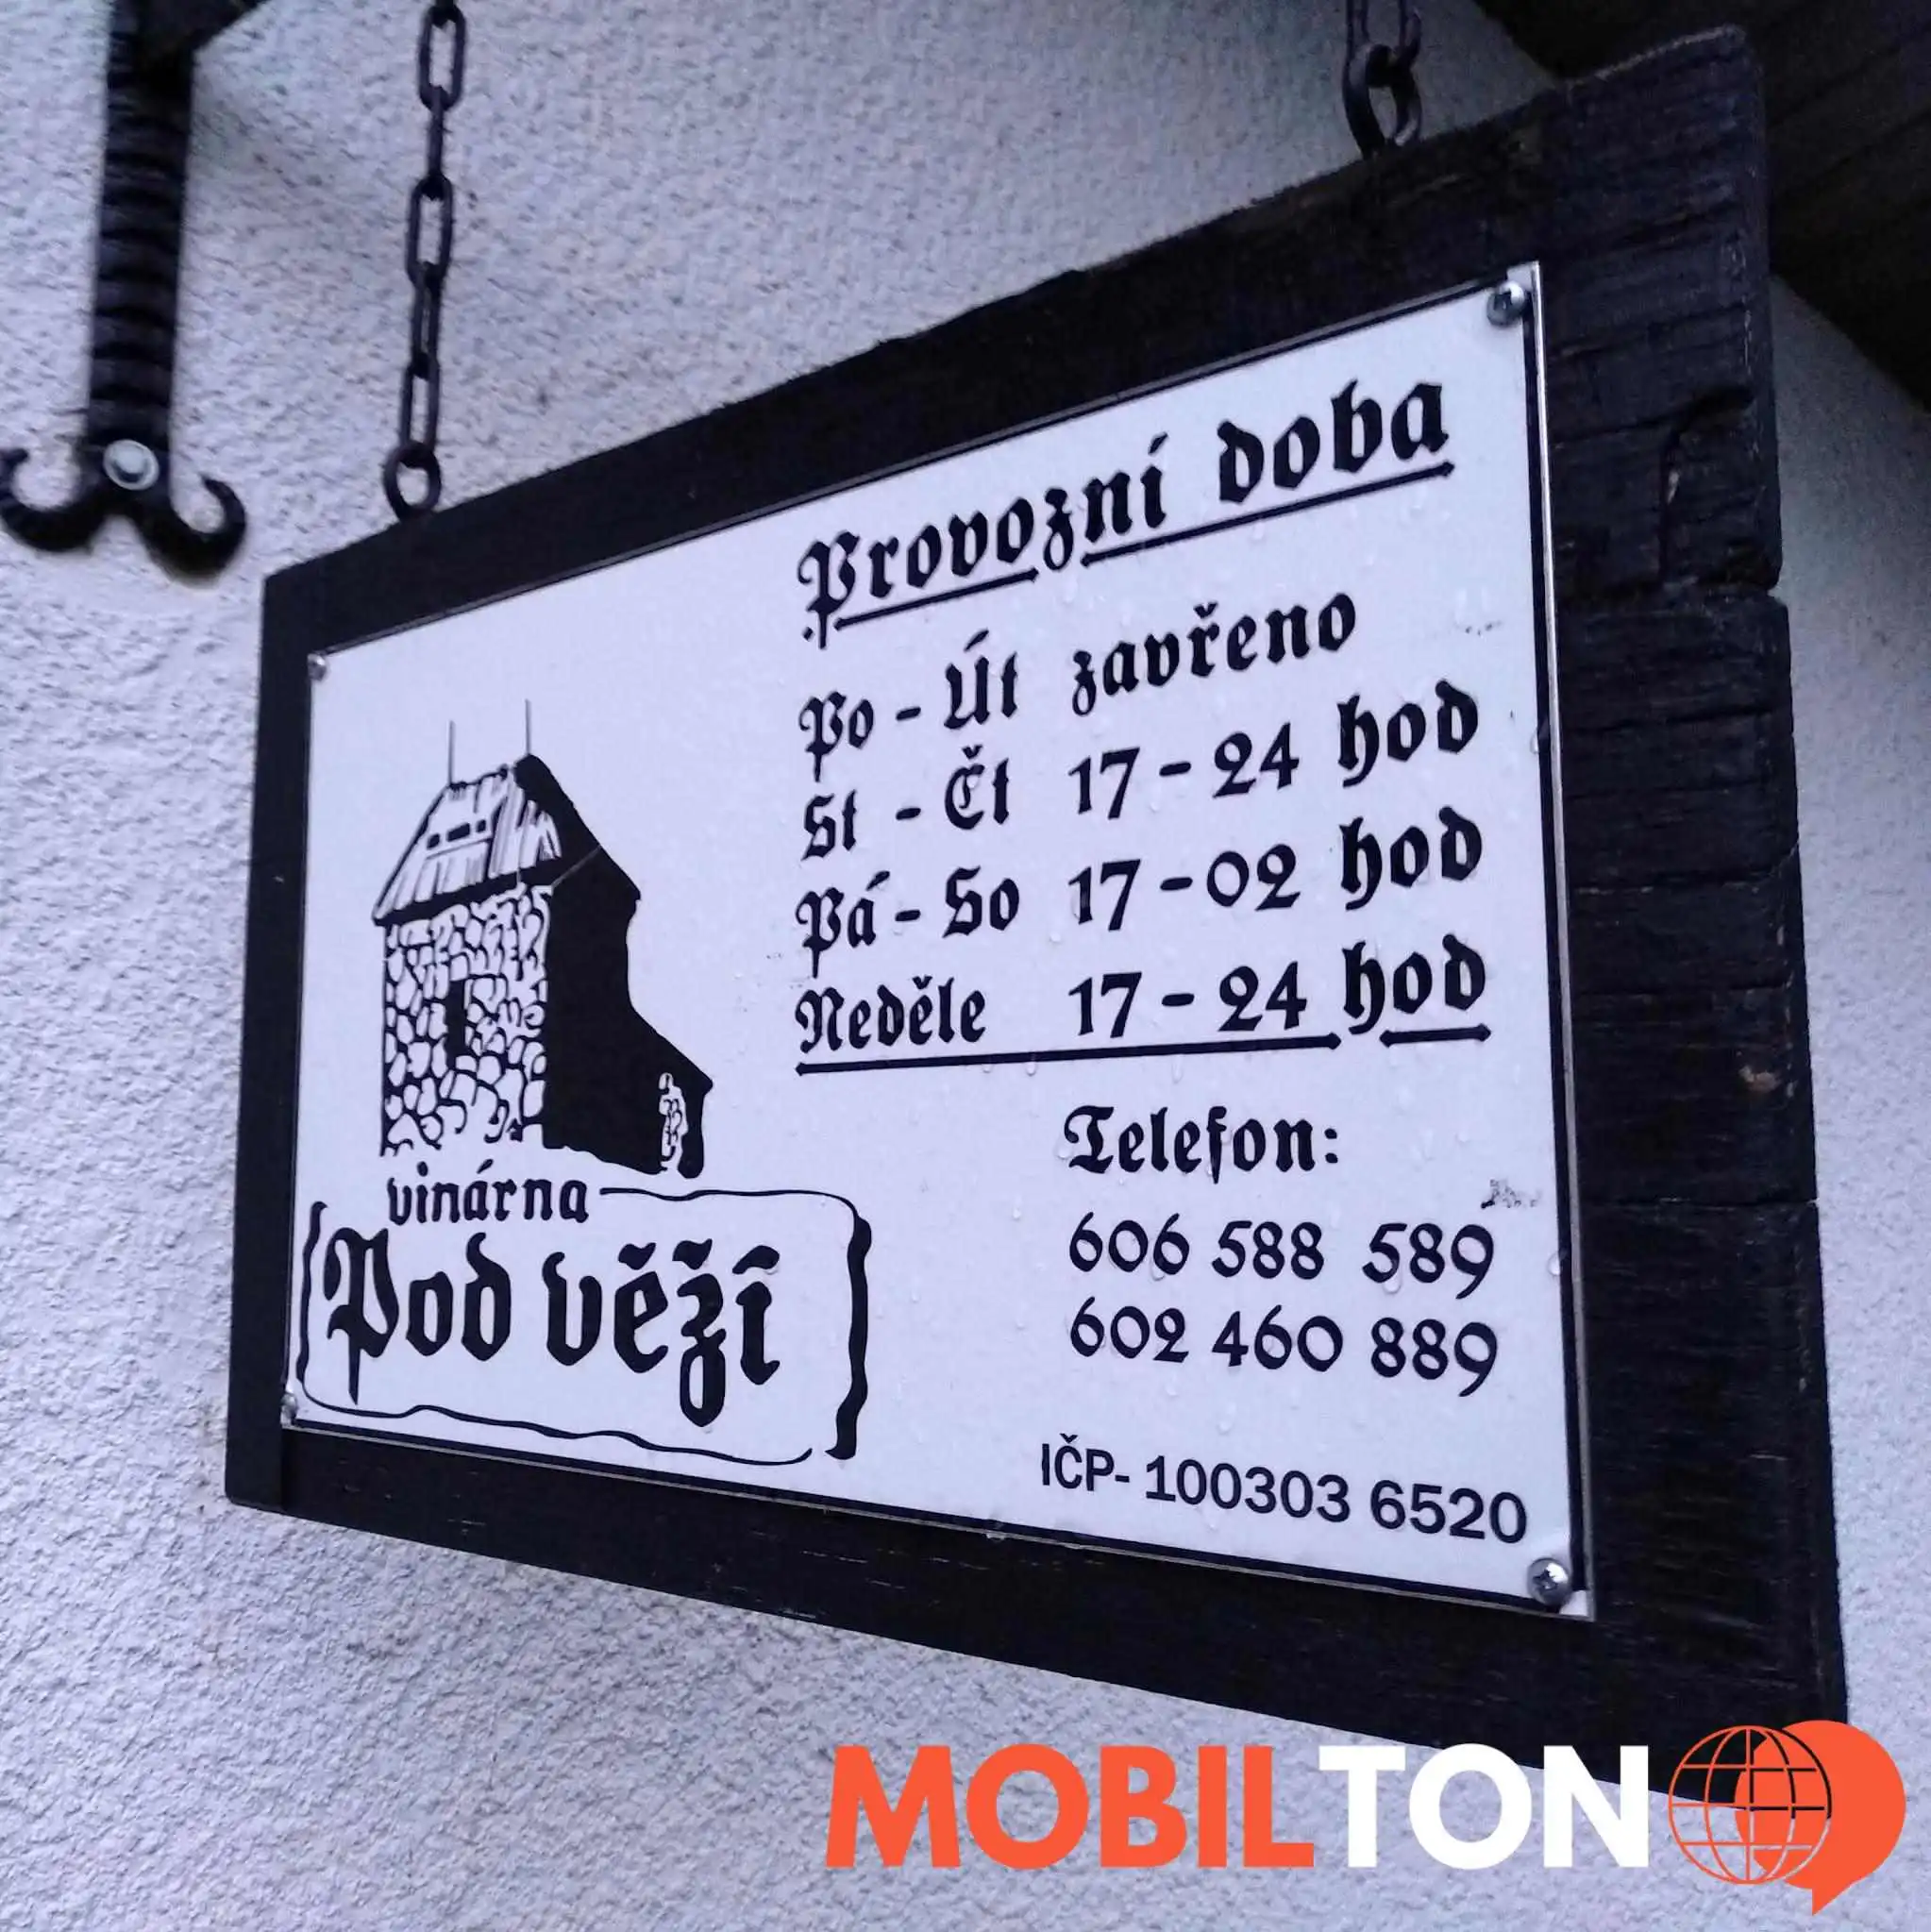 Provozní doba
Po - Út zavřeno
St - Čt 17 - 24 hod
Pá - So 17 - 02 hod
Neděle 17 - 24 hod
Telefon:
606 588 589
602 460 889
IČP- 100303 6520
vinárna
Pod věží
MOBILTON